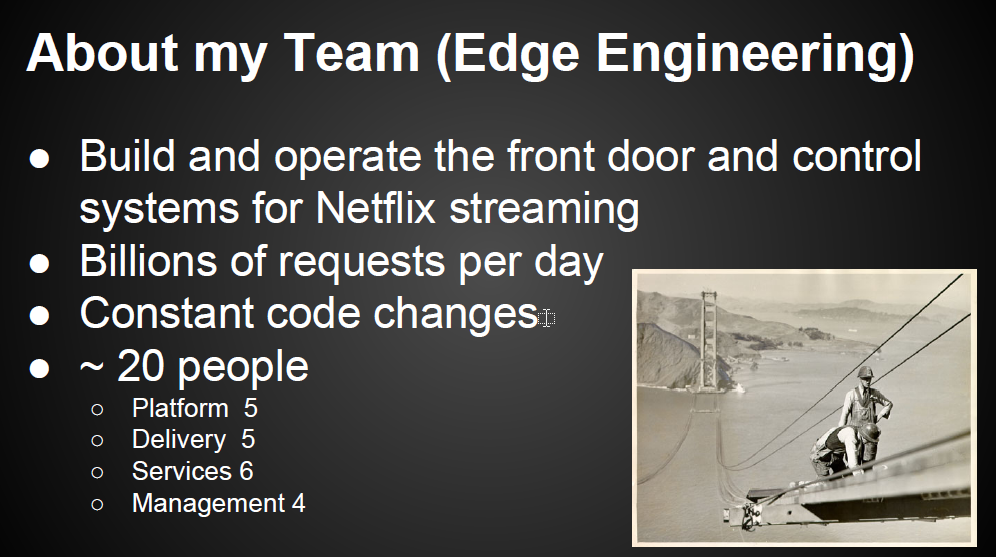 About my Team (Edge Engineering)
● Build and operate the front door and control
systems for Netflix streaming
● Billions of requests per day
● Constant code changes
● ~ 20 people
○ Platform 5
○ Delivery 5
○ Services 6
○ Management 4